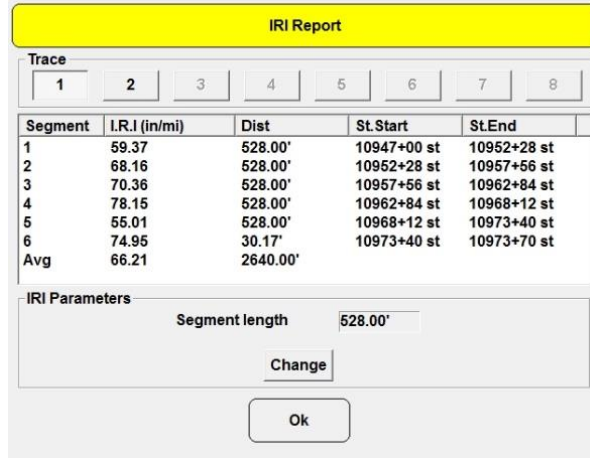 IRI Report
Trace
1 2 3 4 5 6 7 8
Segment I.R.I (in/mi) Dist St.Start St.End
1 59.37 528.00' 10947+00 st 10952+28 st
2 68.16 528.00' 10952+28 st 10957+56 st
3 70.36 528.00' 10957+56 st 10962+84 st
4 78.15 528.00' 10962+84 st 10968+12 st
5 55.01 528.00' 10968+12 st 10973+40 st
6 74.95 30.17' 10973+40 st 10973+70 st
Avg 66.21 2640.00'
IRI Parameters
Segment length 528.00'
Change
Ok